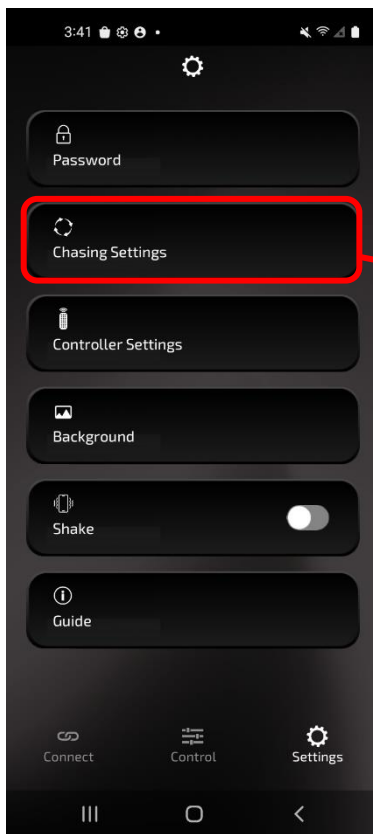 3:41
Password
Chasing Settings
Controller Settings
Background
Shake
Guide
Connect Control Settings